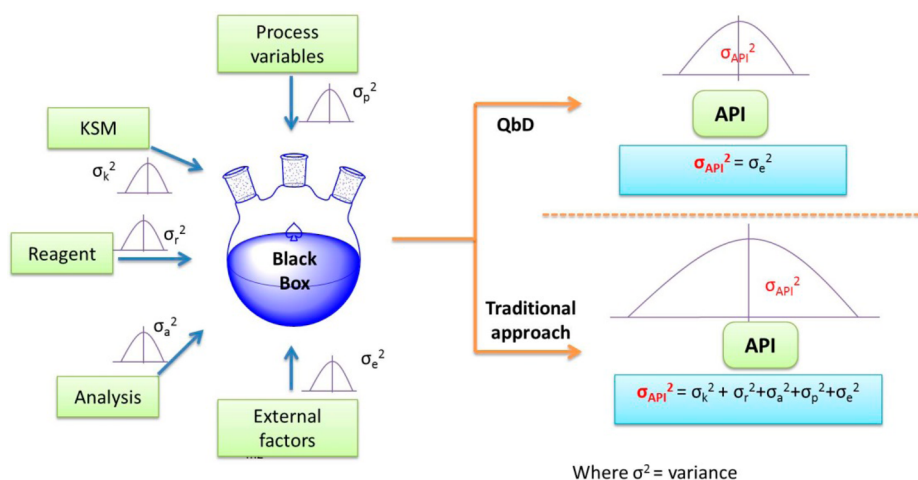 Process
variables
σp²
KSM
σk²
Reagent
σr²
Analysis
σa²
External
factors
σe²
Black
Box
QbD
Traditional
approach
σAPI²
API
σAPI² = σe²
σAPI²
API
σAPI² = σk² + σr²+σa²+σp²+σe²
Where σ² = variance